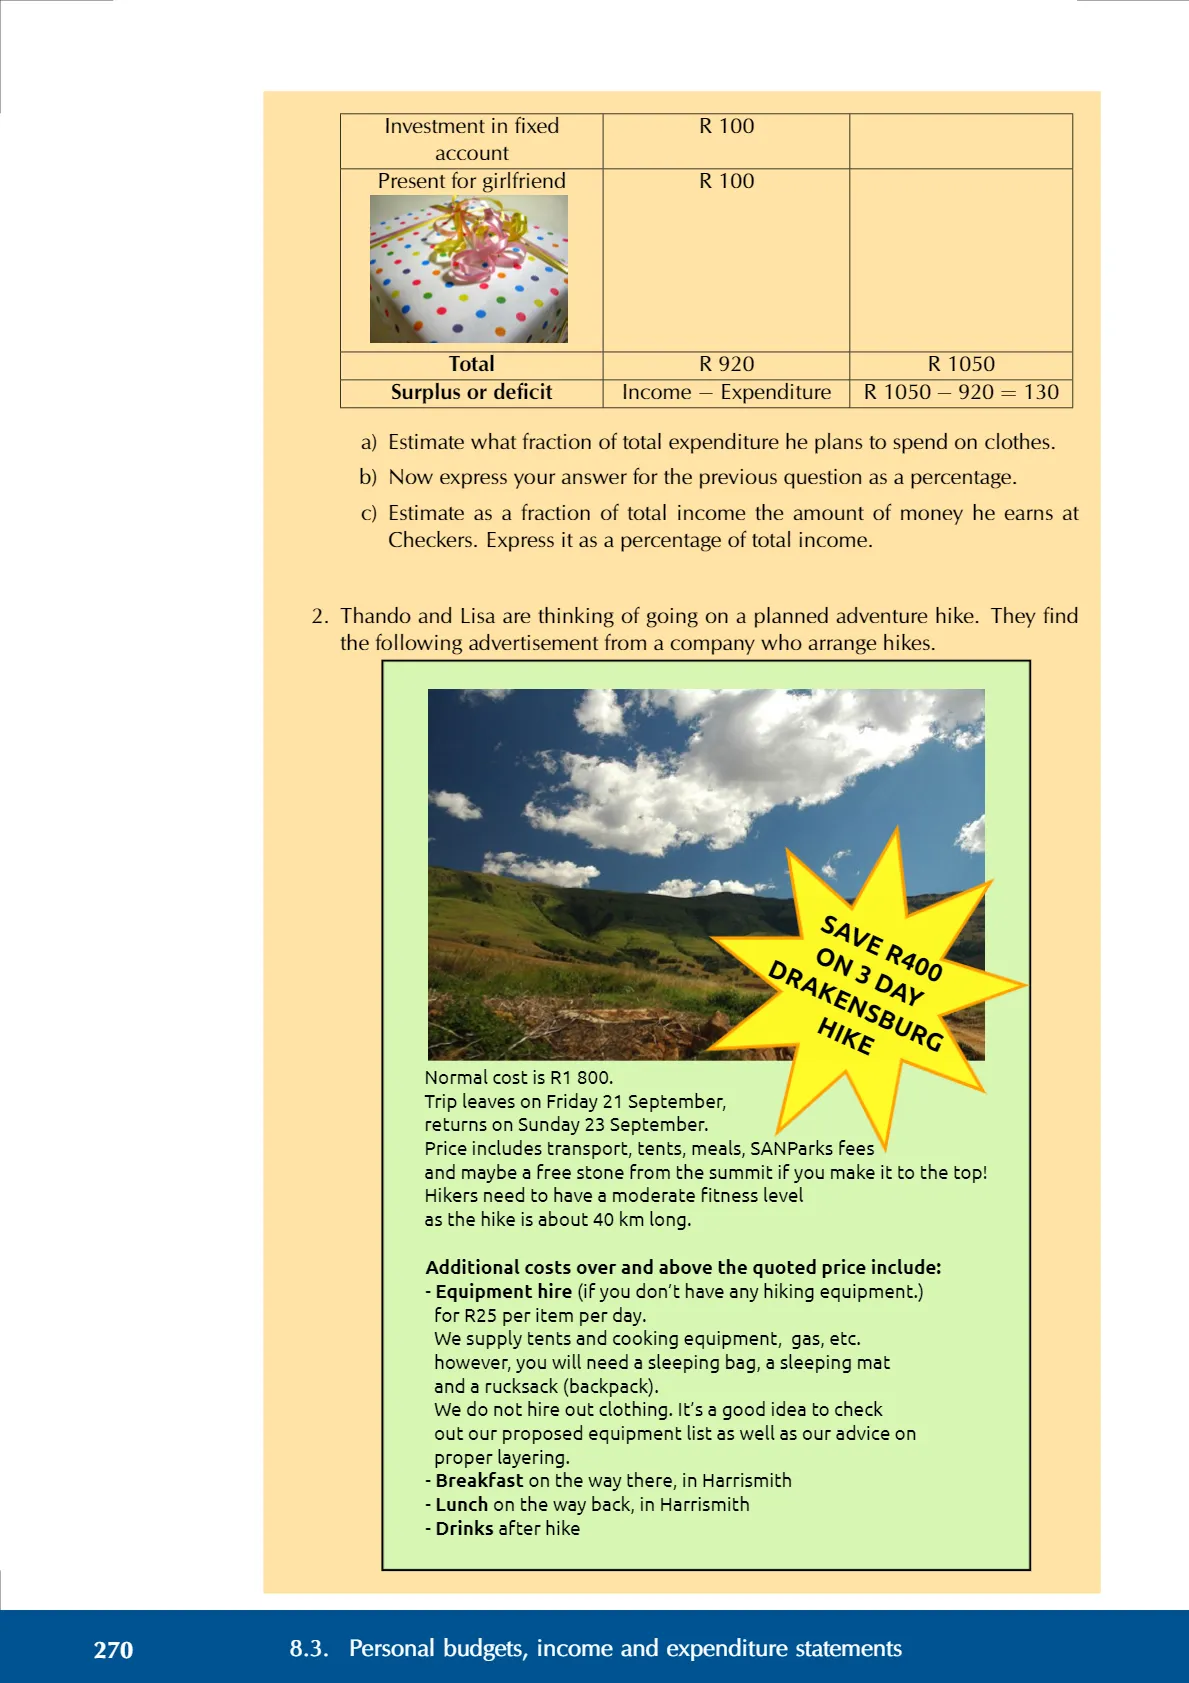 Investment in fixed R 100
account
Present for girlfriend R 100
Total R 920 R 1050
Surplus or deficit Income − Expenditure R 1050 − 920 = 130
a) Estimate what fraction of total expenditure he plans to spend on clothes.
b) Now express your answer for the previous question as a percentage.
c) Estimate as a fraction of total income the amount of money he earns at
Checkers. Express it as a percentage of total income.
2. Thando and Lisa are thinking of going on a planned adventure hike. They find
the following advertisement from a company who arrange hikes.
SAVE R400
ON 3 DAY
DRAKENSBURG
HIKE
Normal cost is R1 800.
Trip leaves on Friday 21 September,
returns on Sunday 23 September.
Price includes transport, tents, meals, SANParks fees
and maybe a free stone from the summit if you make it to the top!
Hikers need to have a moderate fitness level
as the hike is about 40 km long.
Additional costs over and above the quoted price include:
- Equipment hire (if you don't have any hiking equipment.)
for R25 per item per day.
We supply tents and cooking equipment, gas, etc.
however, you will need a sleeping bag, a sleeping mat
and a rucksack (backpack).
We do not hire out clothing. It's a good idea to check
out our proposed equipment list as well as our advice on
proper layering.
- Breakfast on the way there, in Harrismith
- Lunch on the way back, in Harrismith
- Drinks after hike
270 8.3. Personal budgets, income and expenditure statements